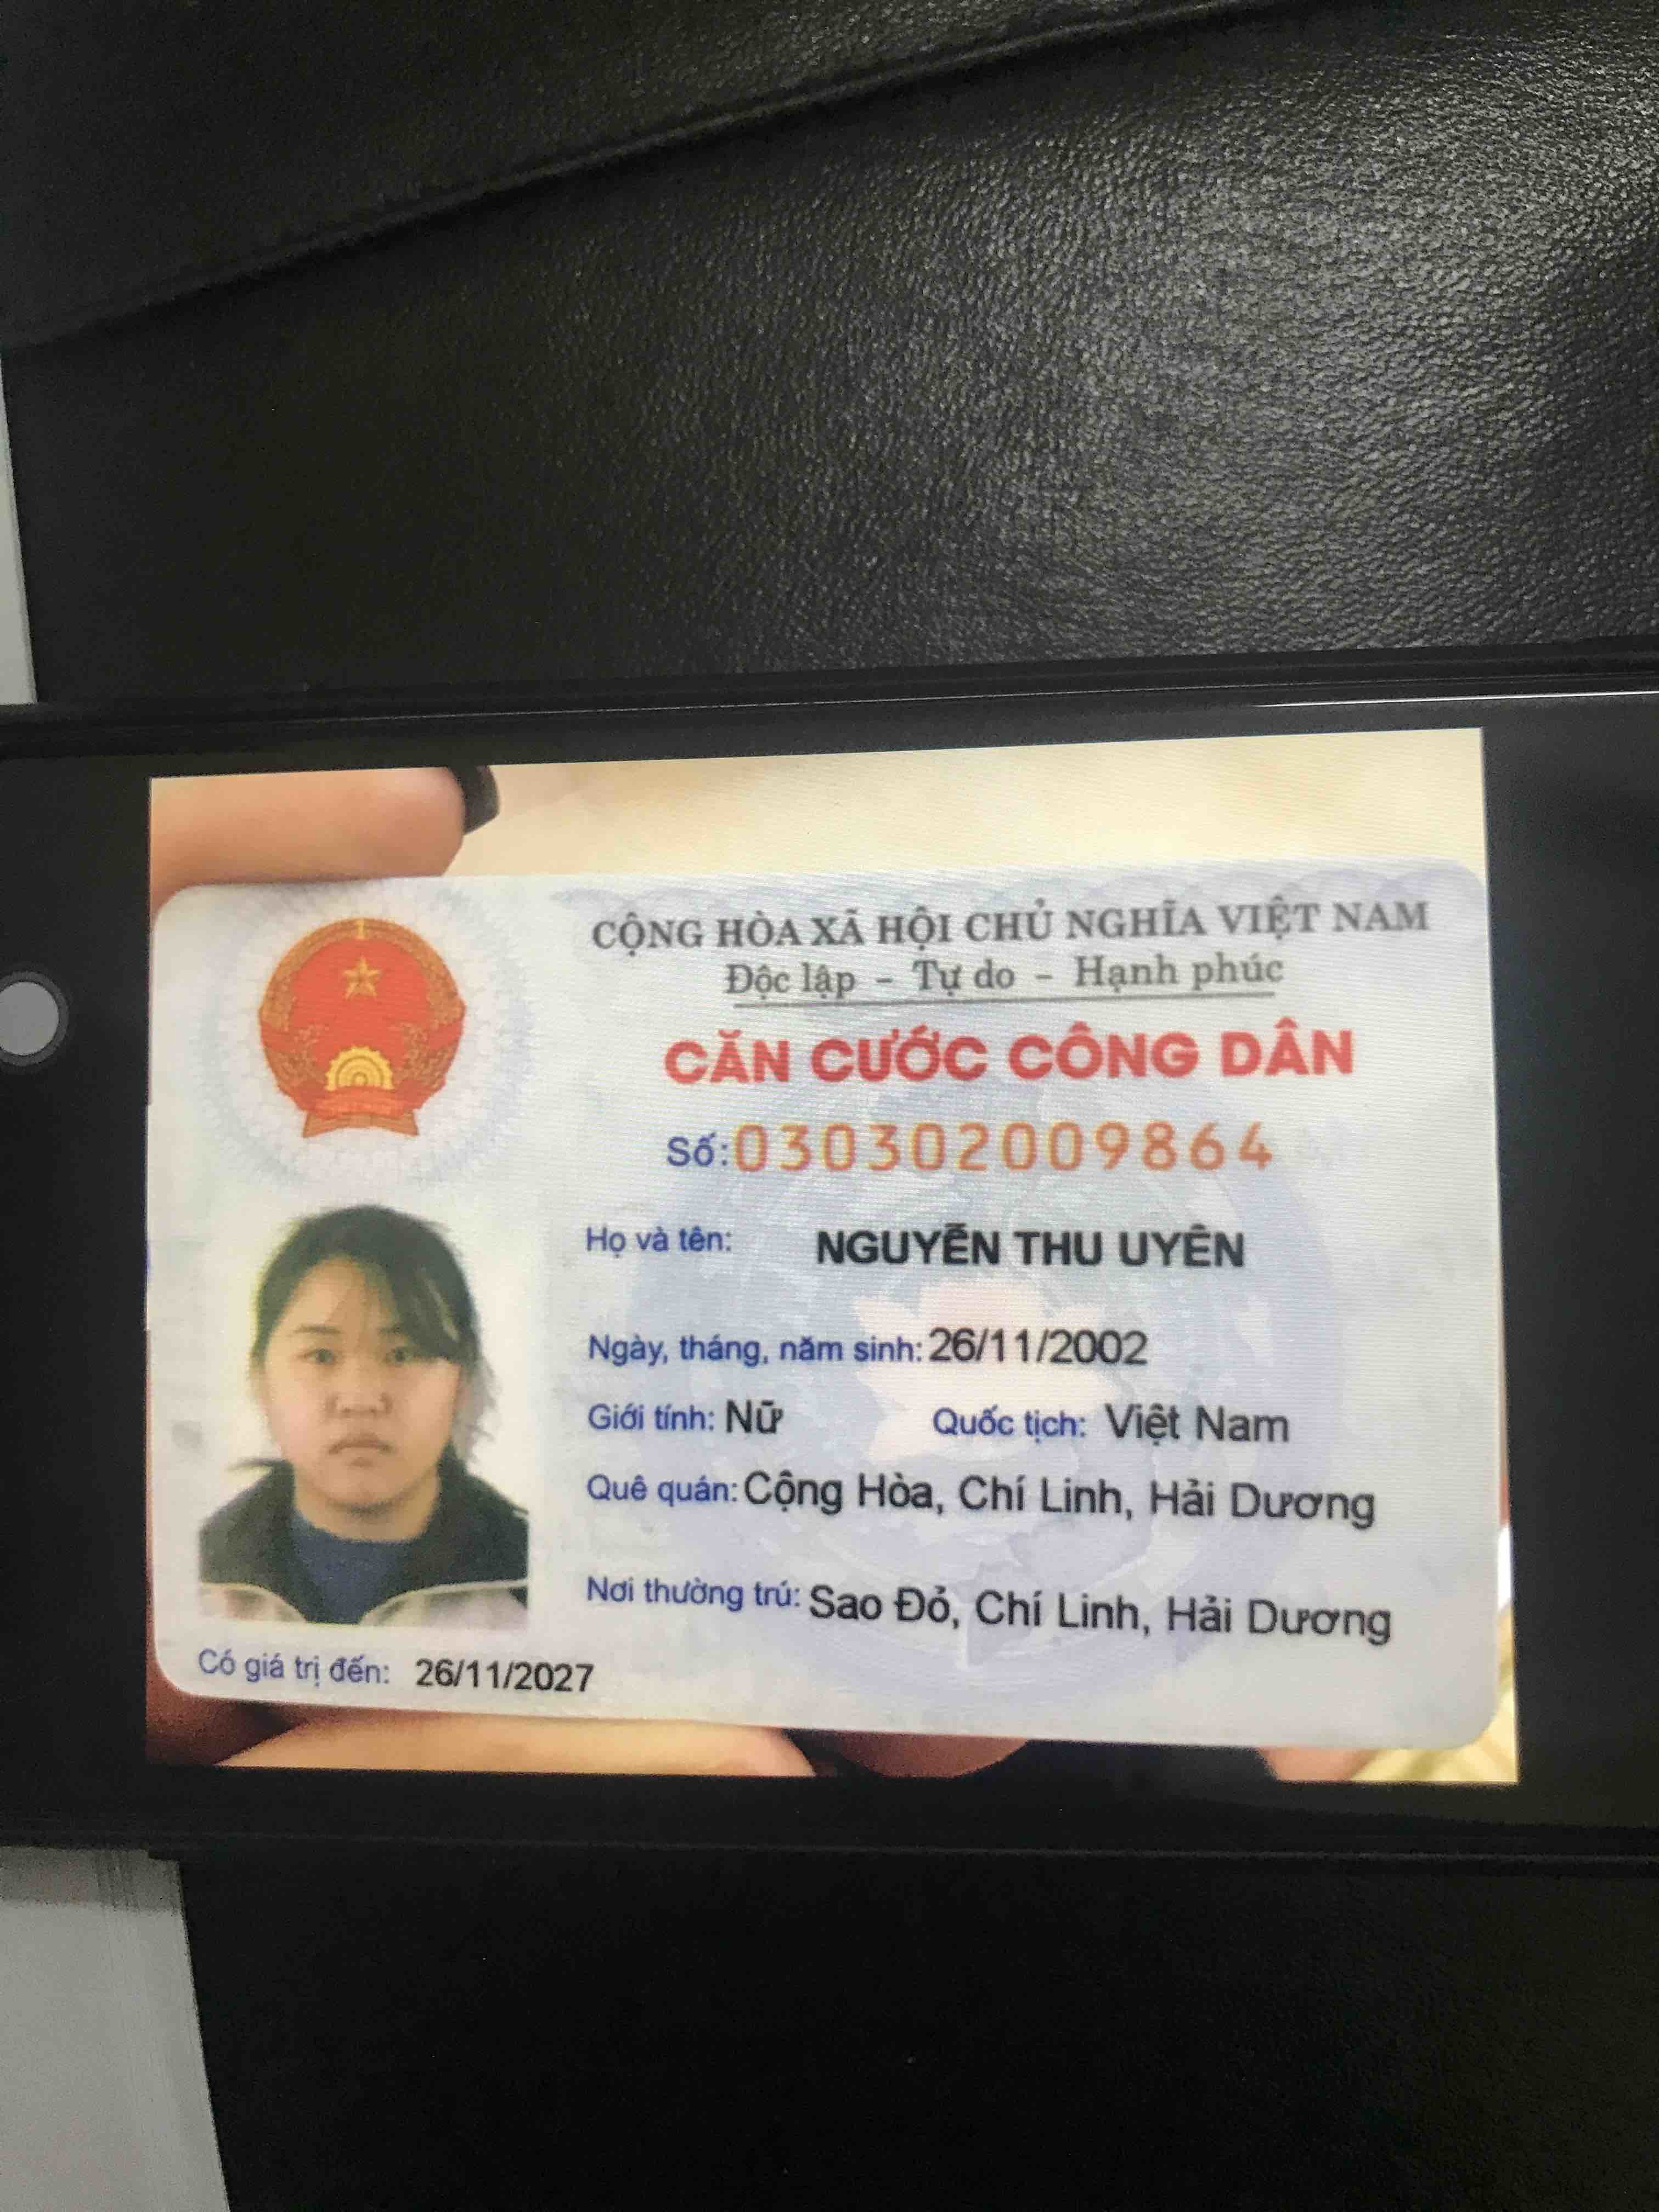 CỘNG HÒA XÃ HỘI CHỦ NGHĨA VIỆT NAM
Độc lập - Tự do - Hạnh phúc
CĂN CƯỚC CÔNG DÂN
Số: 030302009864
Họ và tên: NGUYỄN THU UYÊN
Ngày, tháng, năm sinh: 26/11/2002
Giới tính: Nữ Quốc tịch: Việt Nam
Quê quán: Cộng Hòa, Chí Linh, Hải Dương
Nơi thường trú: Sao Đỏ, Chí Linh, Hải Dương
Có giá trị đến: 26/11/2027